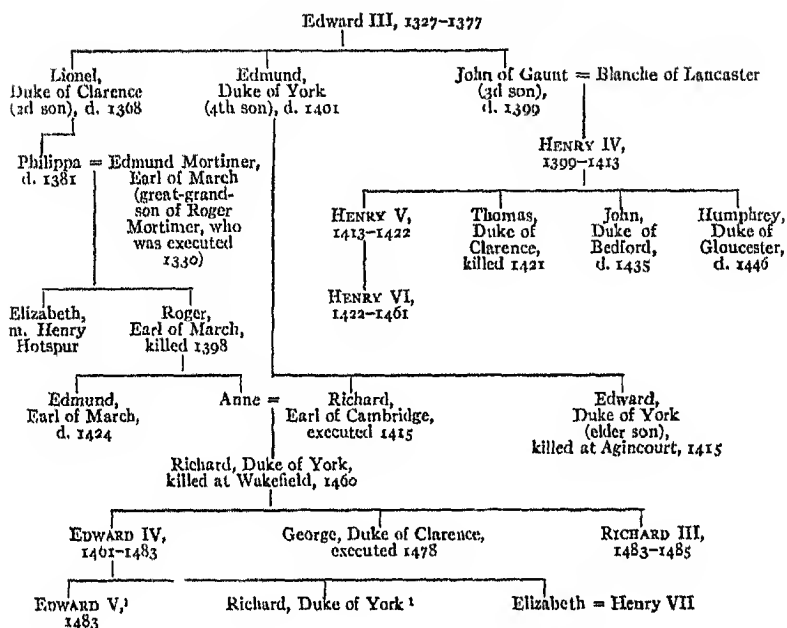 Edward III, 1327–1377
Lionel,
Duke of Clarence
(2d son), d. 1368
Edmund,
Duke of York
(4th son), d. 1401
John of Gaunt = Blanche of Lancaster
(3d son),
d. 1399
Philippa = Edmund Mortimer,
d. 1381
Earl of March
(great-grand-
son of Roger
Mortimer, who
was executed
1330)
HENRY IV,
1399–1413
HENRY V,
1413–1422
Thomas,
Duke of
Clarence,
killed 1421
John,
Duke of
Bedford,
d. 1435
Humphrey,
Duke of
Gloucester,
d. 1446
HENRY VI,
1422–1461
Elizabeth,
m. Henry
Hotspur
Roger,
Earl of March,
killed 1398
Edmund,
Earl of March,
d. 1424
Anne =
Richard,
Earl of Cambridge,
executed 1415
Edward,
Duke of York
(elder son),
killed at Agincourt, 1415
Richard, Duke of York,
killed at Wakefield, 1460
EDWARD IV,
1461–1483
George, Duke of Clarence,
executed 1478
RICHARD III,
1483–1485
EDWARD V,¹
1483
Richard, Duke of York ¹
Elizabeth = Henry VII